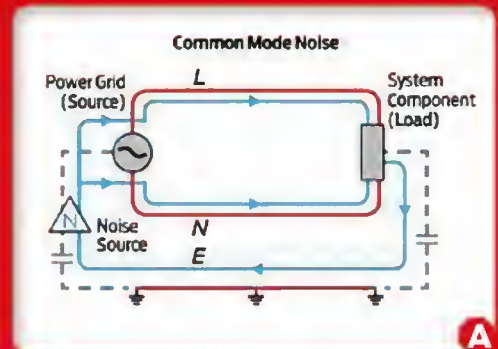 Common Mode Noise
Power Grid
(Source)
L
System
Component
(Load)
N
Noise
Source
N
E
A